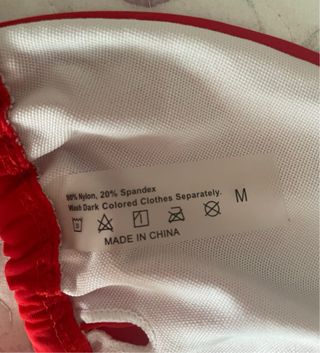 80% Nylon, 20% Spandex
Wash Dark Colored Clothes Separately.
M
MADE IN CHINA